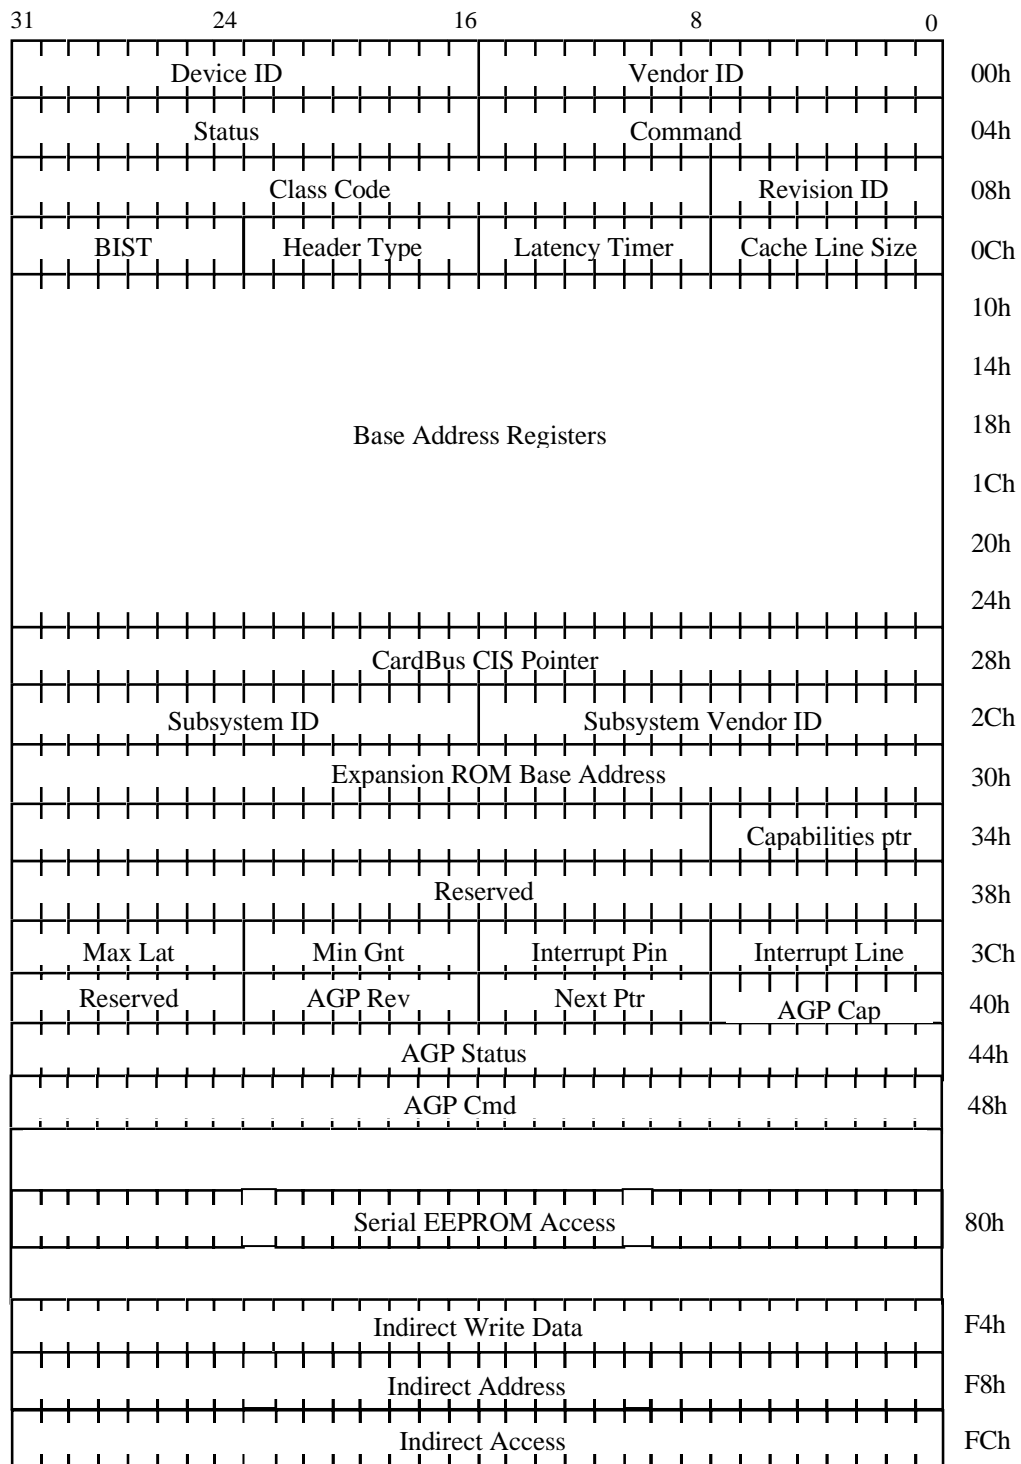 31 24 16 8 0
Device ID Vendor ID 00h
Status Command 04h
Class Code Revision ID 08h
BIST Header Type Latency Timer Cache Line Size 0Ch
10h
14h
18h
Base Address Registers
1Ch
20h
24h
CardBus CIS Pointer 28h
Subsystem ID Subsystem Vendor ID 2Ch
Expansion ROM Base Address 30h
Capabilities ptr 34h
Reserved 38h
Max Lat Min Gnt Interrupt Pin Interrupt Line 3Ch
Reserved AGP Rev Next Ptr AGP Cap 40h
AGP Status 44h
AGP Cmd 48h
Serial EEPROM Access 80h
Indirect Write Data F4h
Indirect Address F8h
Indirect Access FCh